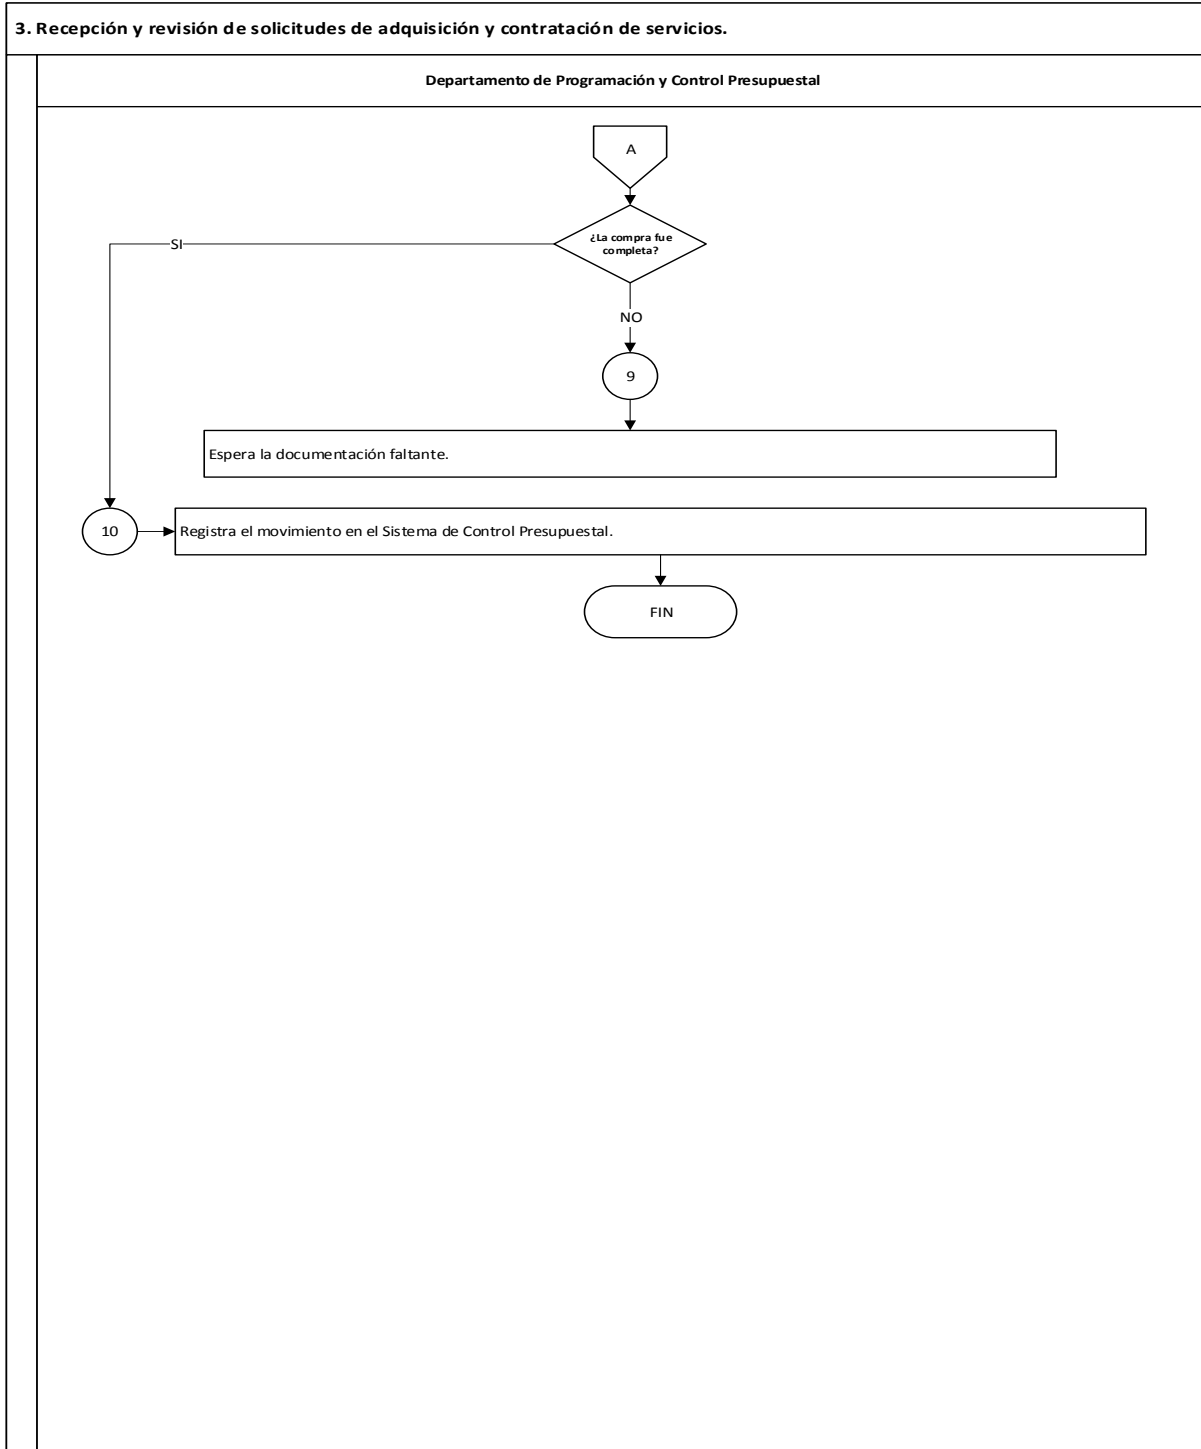 3. Recepción y revisión de solicitudes de adquisición y contratación de servicios.
Departamento de Programación y Control Presupuestal
A
¿La compra fue
completa?
SI
NO
9
Espera la documentación faltante.
10
Registra el movimiento en el Sistema de Control Presupuestal.
FIN